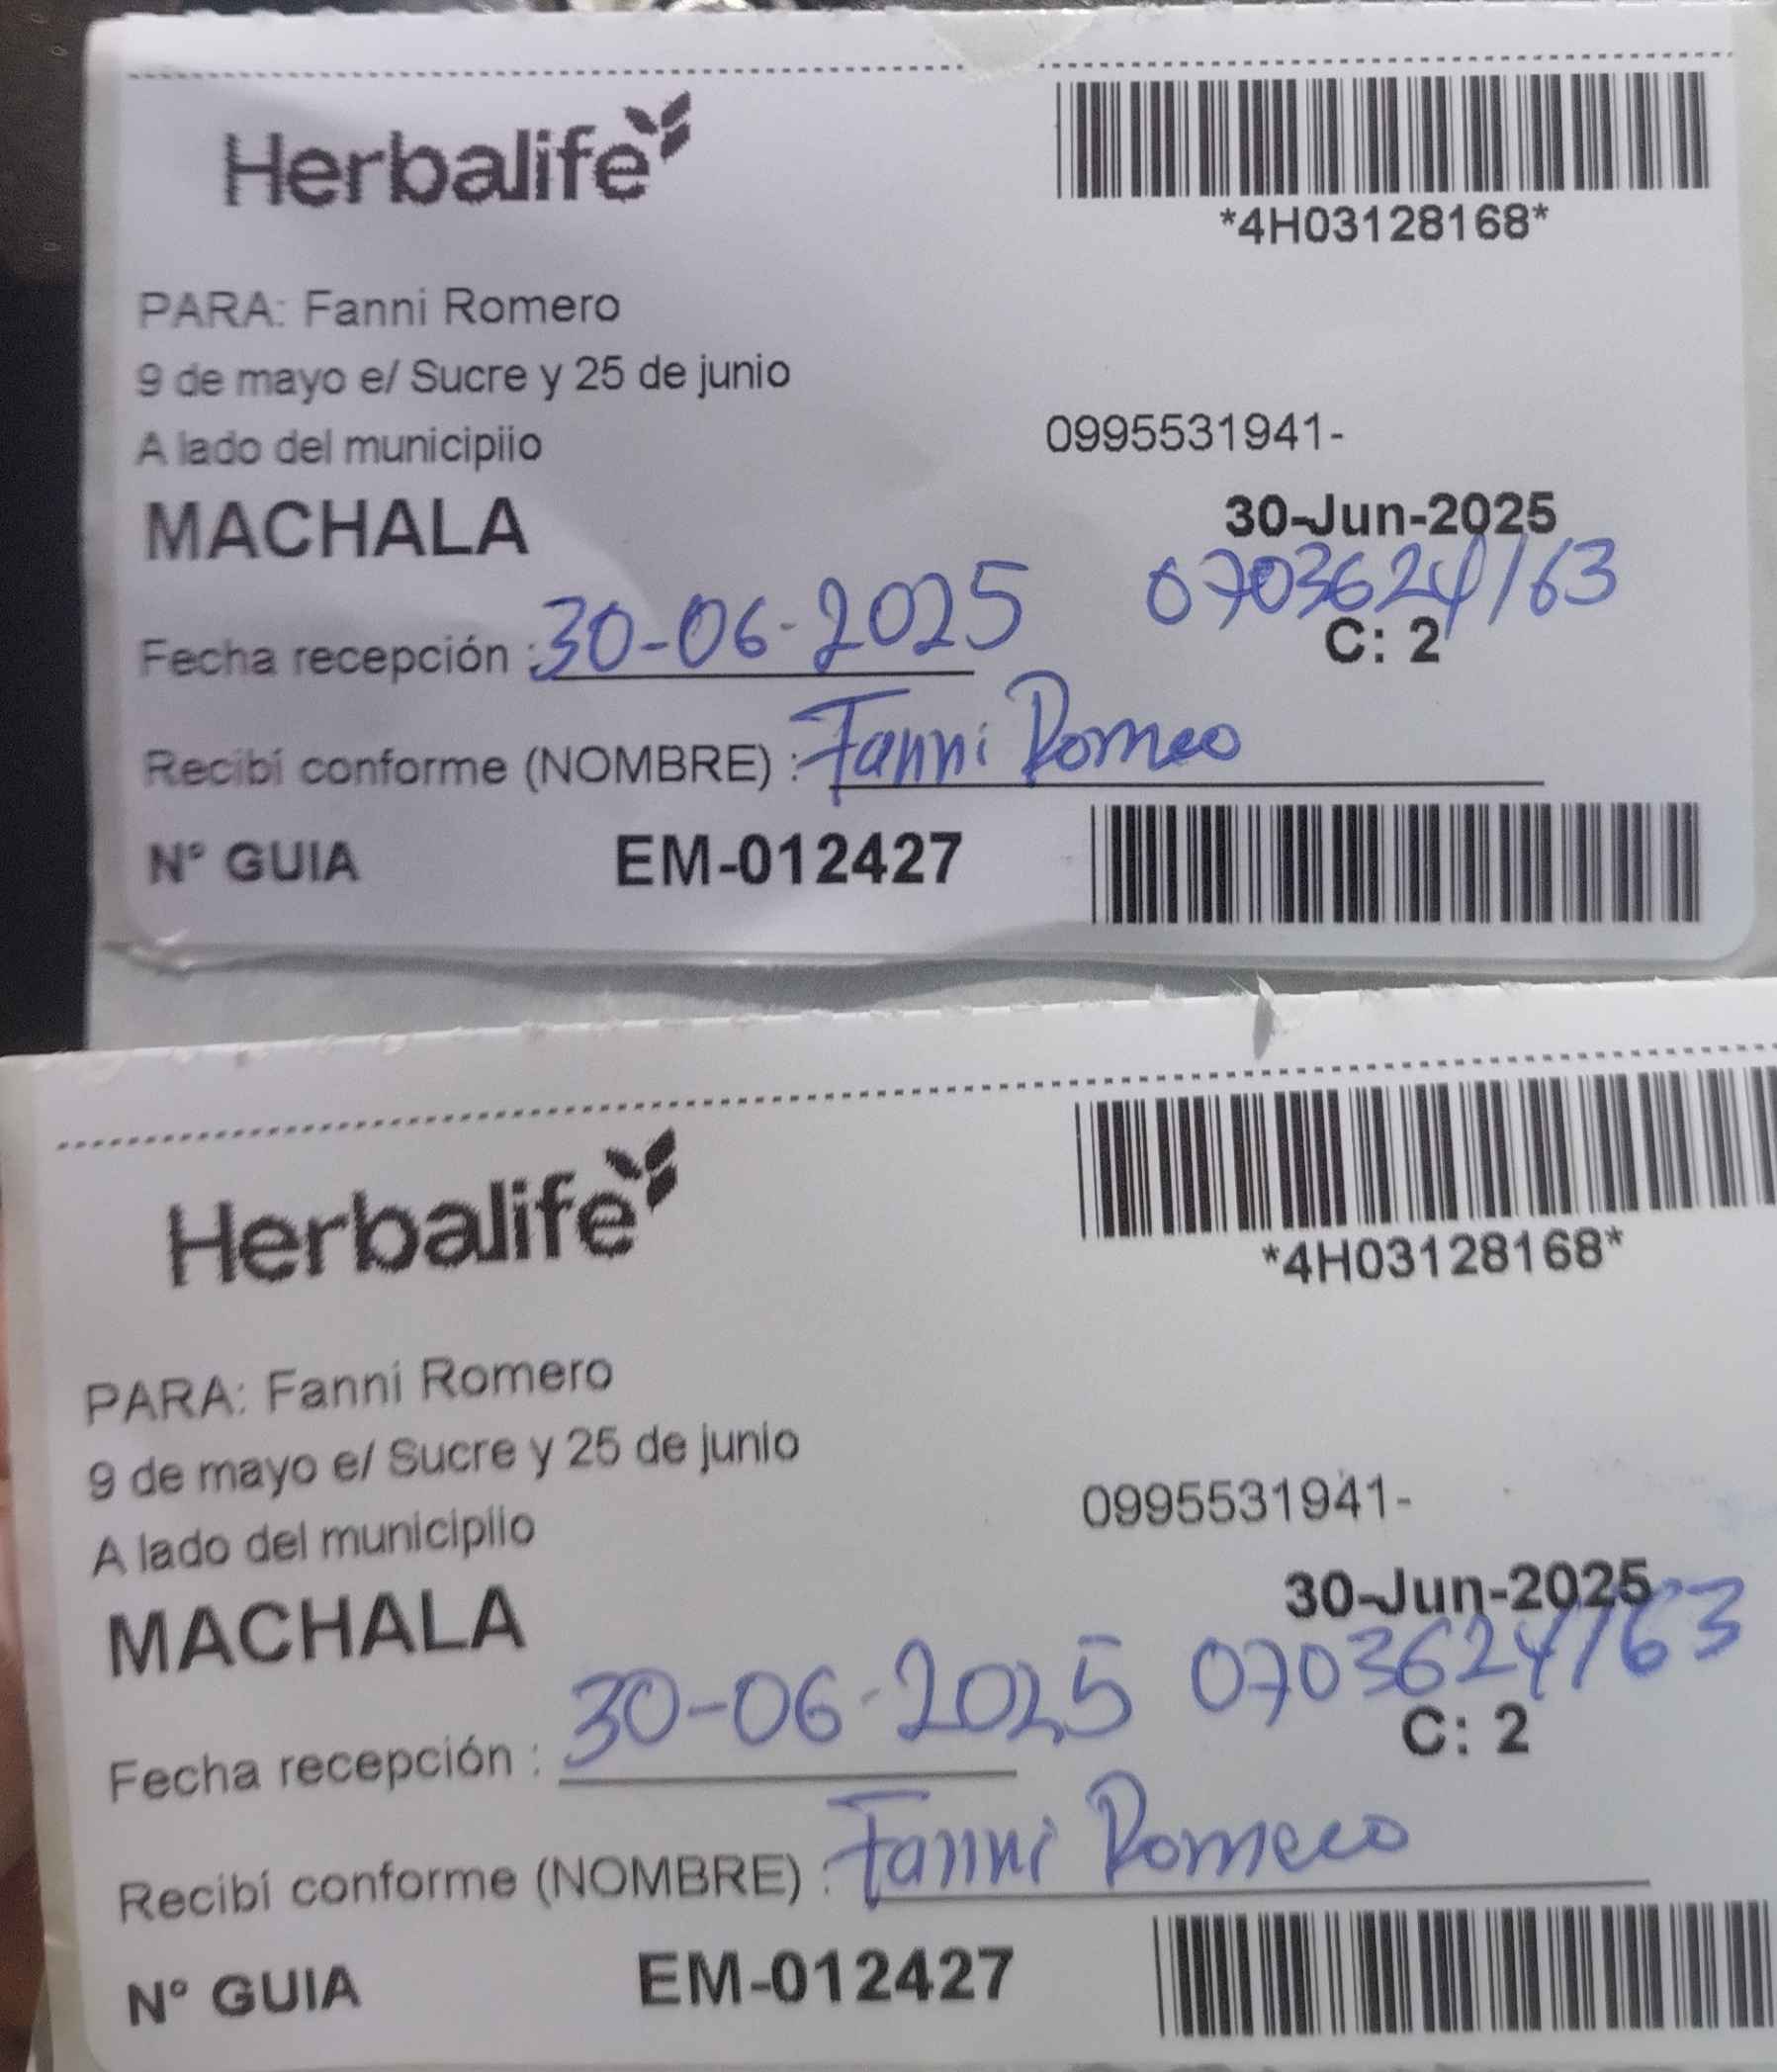 Herbalife
*4H03128168*
PARA: Fanni Romero
9 de mayo e/ Sucre y 25 de junio
A lado del municipiio
0995531941-
MACHALA
30-Jun-2025
Fecha recepción : 30-06-2025 0703624163
C: 2
Recibí conforme (NOMBRE) : Fanni Romeo
N° GUIA EM-012427
Herbalife
*4H03128168*
PARA: Fanni Romero
9 de mayo e/ Sucre y 25 de junio
A lado del municipiio
0995531941-
MACHALA
30-Jun-2025
Fecha recepción : 30-06-2025 0703624163
C: 2
Recibí conforme (NOMBRE) : Fanni Romero
N° GUIA EM-012427